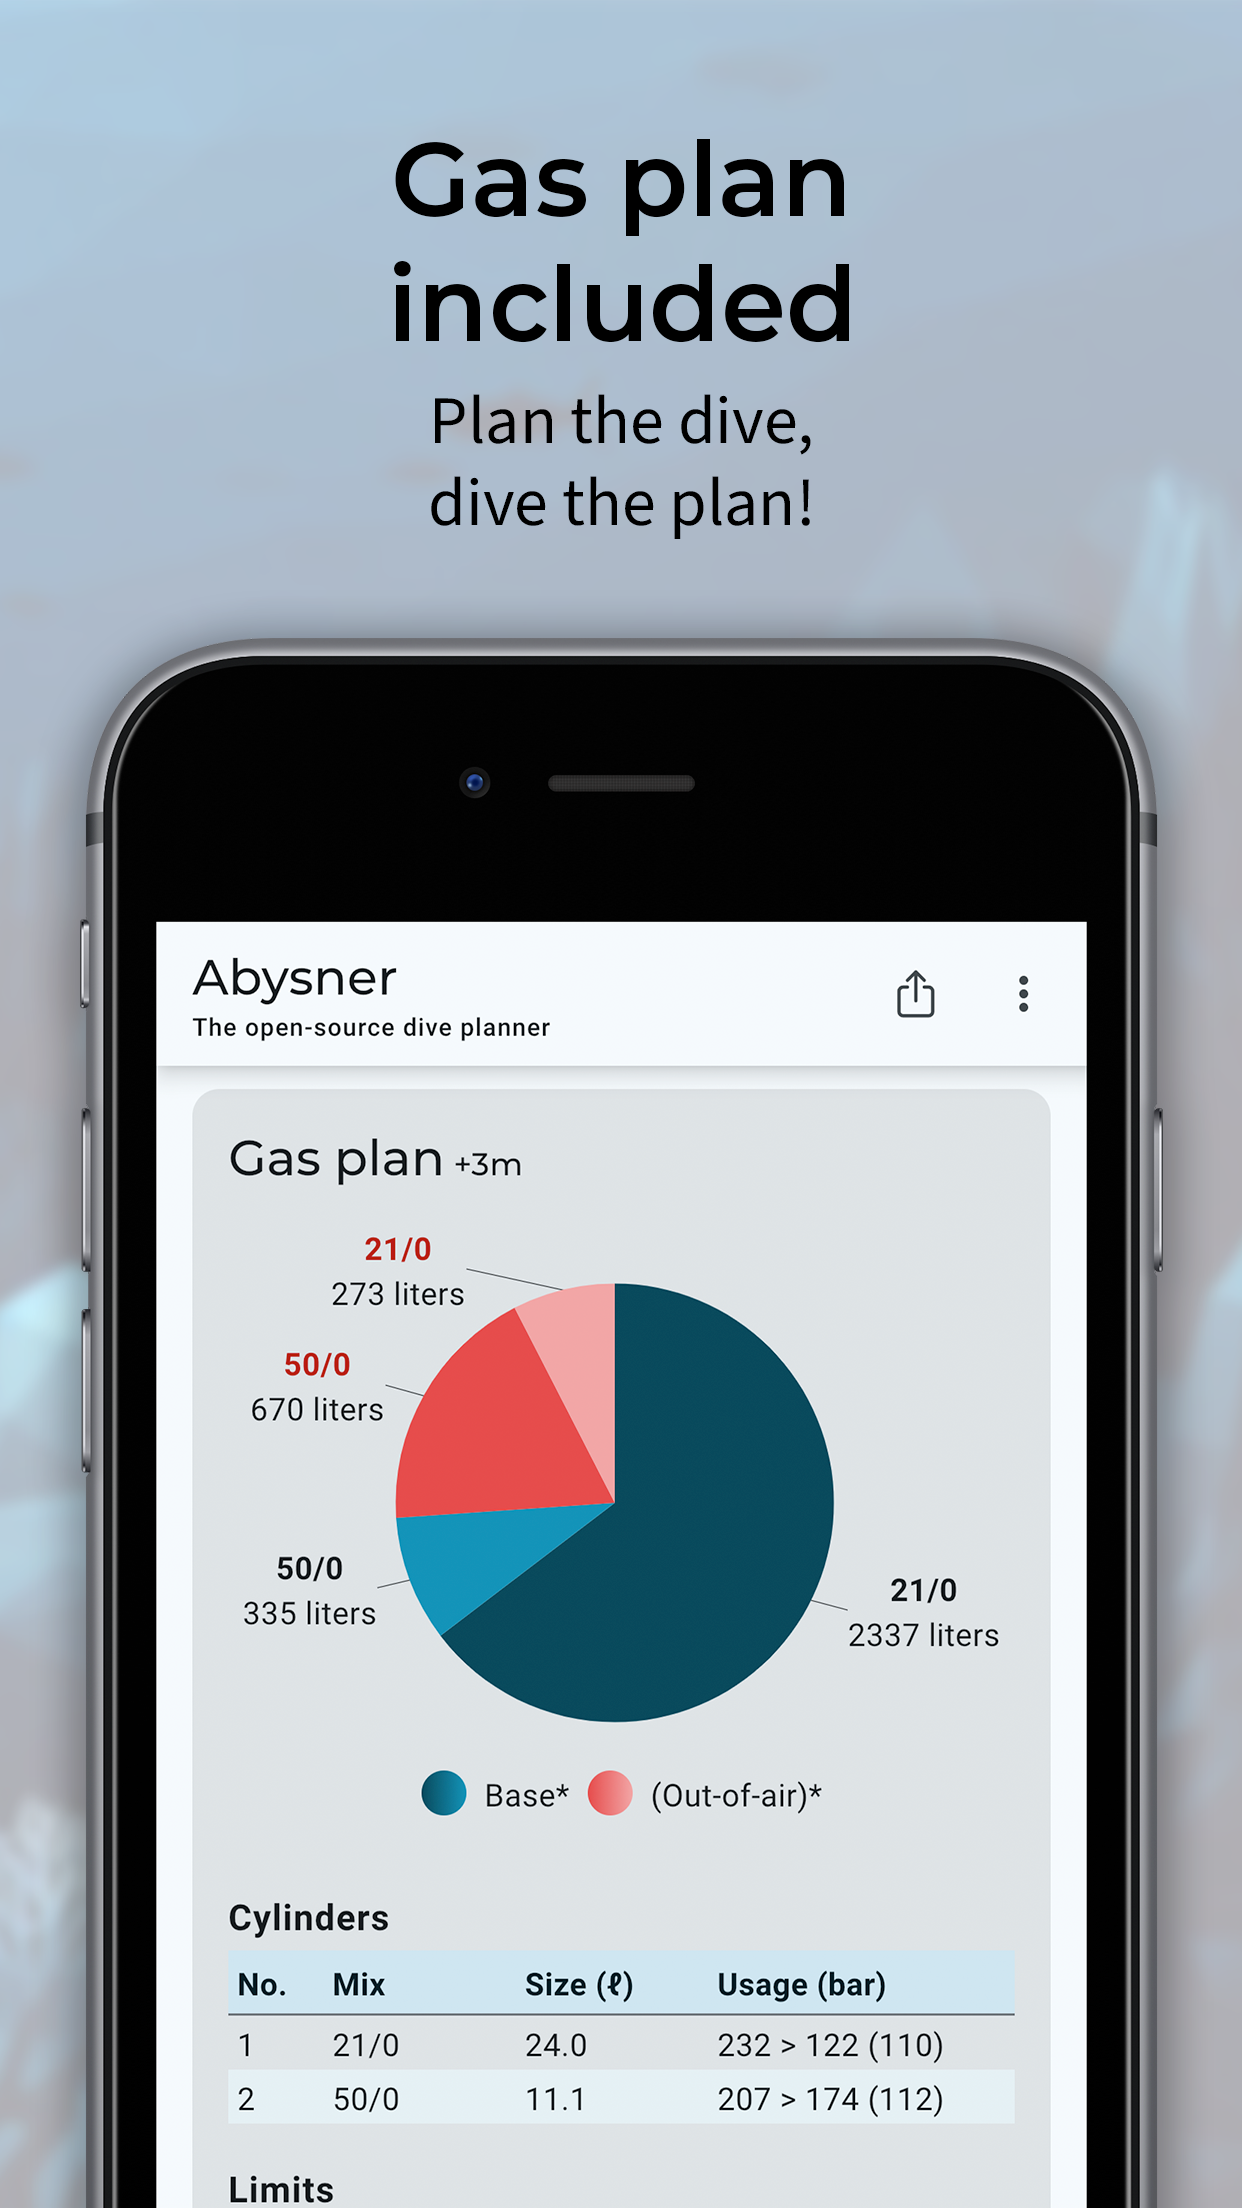 Gas plan
included
Plan the dive,
dive the plan!
Abysner
The open-source dive planner
Gas plan +3m
21/0
273 liters
50/0
670 liters
50/0
335 liters
21/0
2337 liters
Base* (Out-of-air)*
Cylinders
No. Mix Size (ℓ) Usage (bar)
1 21/0 24.0 232 > 122 (110)
2 50/0 11.1 207 > 174 (112)
Limits